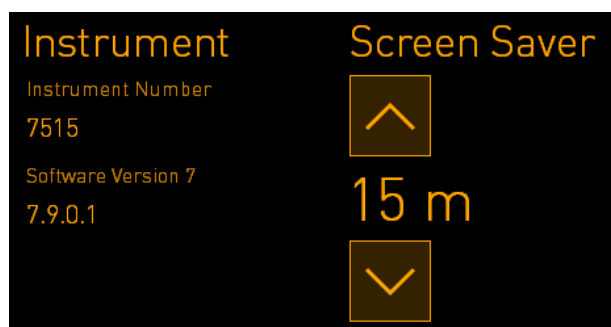 Instrument
Instrument Number
7515
Software Version 7
7.9.0.1
Screen Saver
15 m